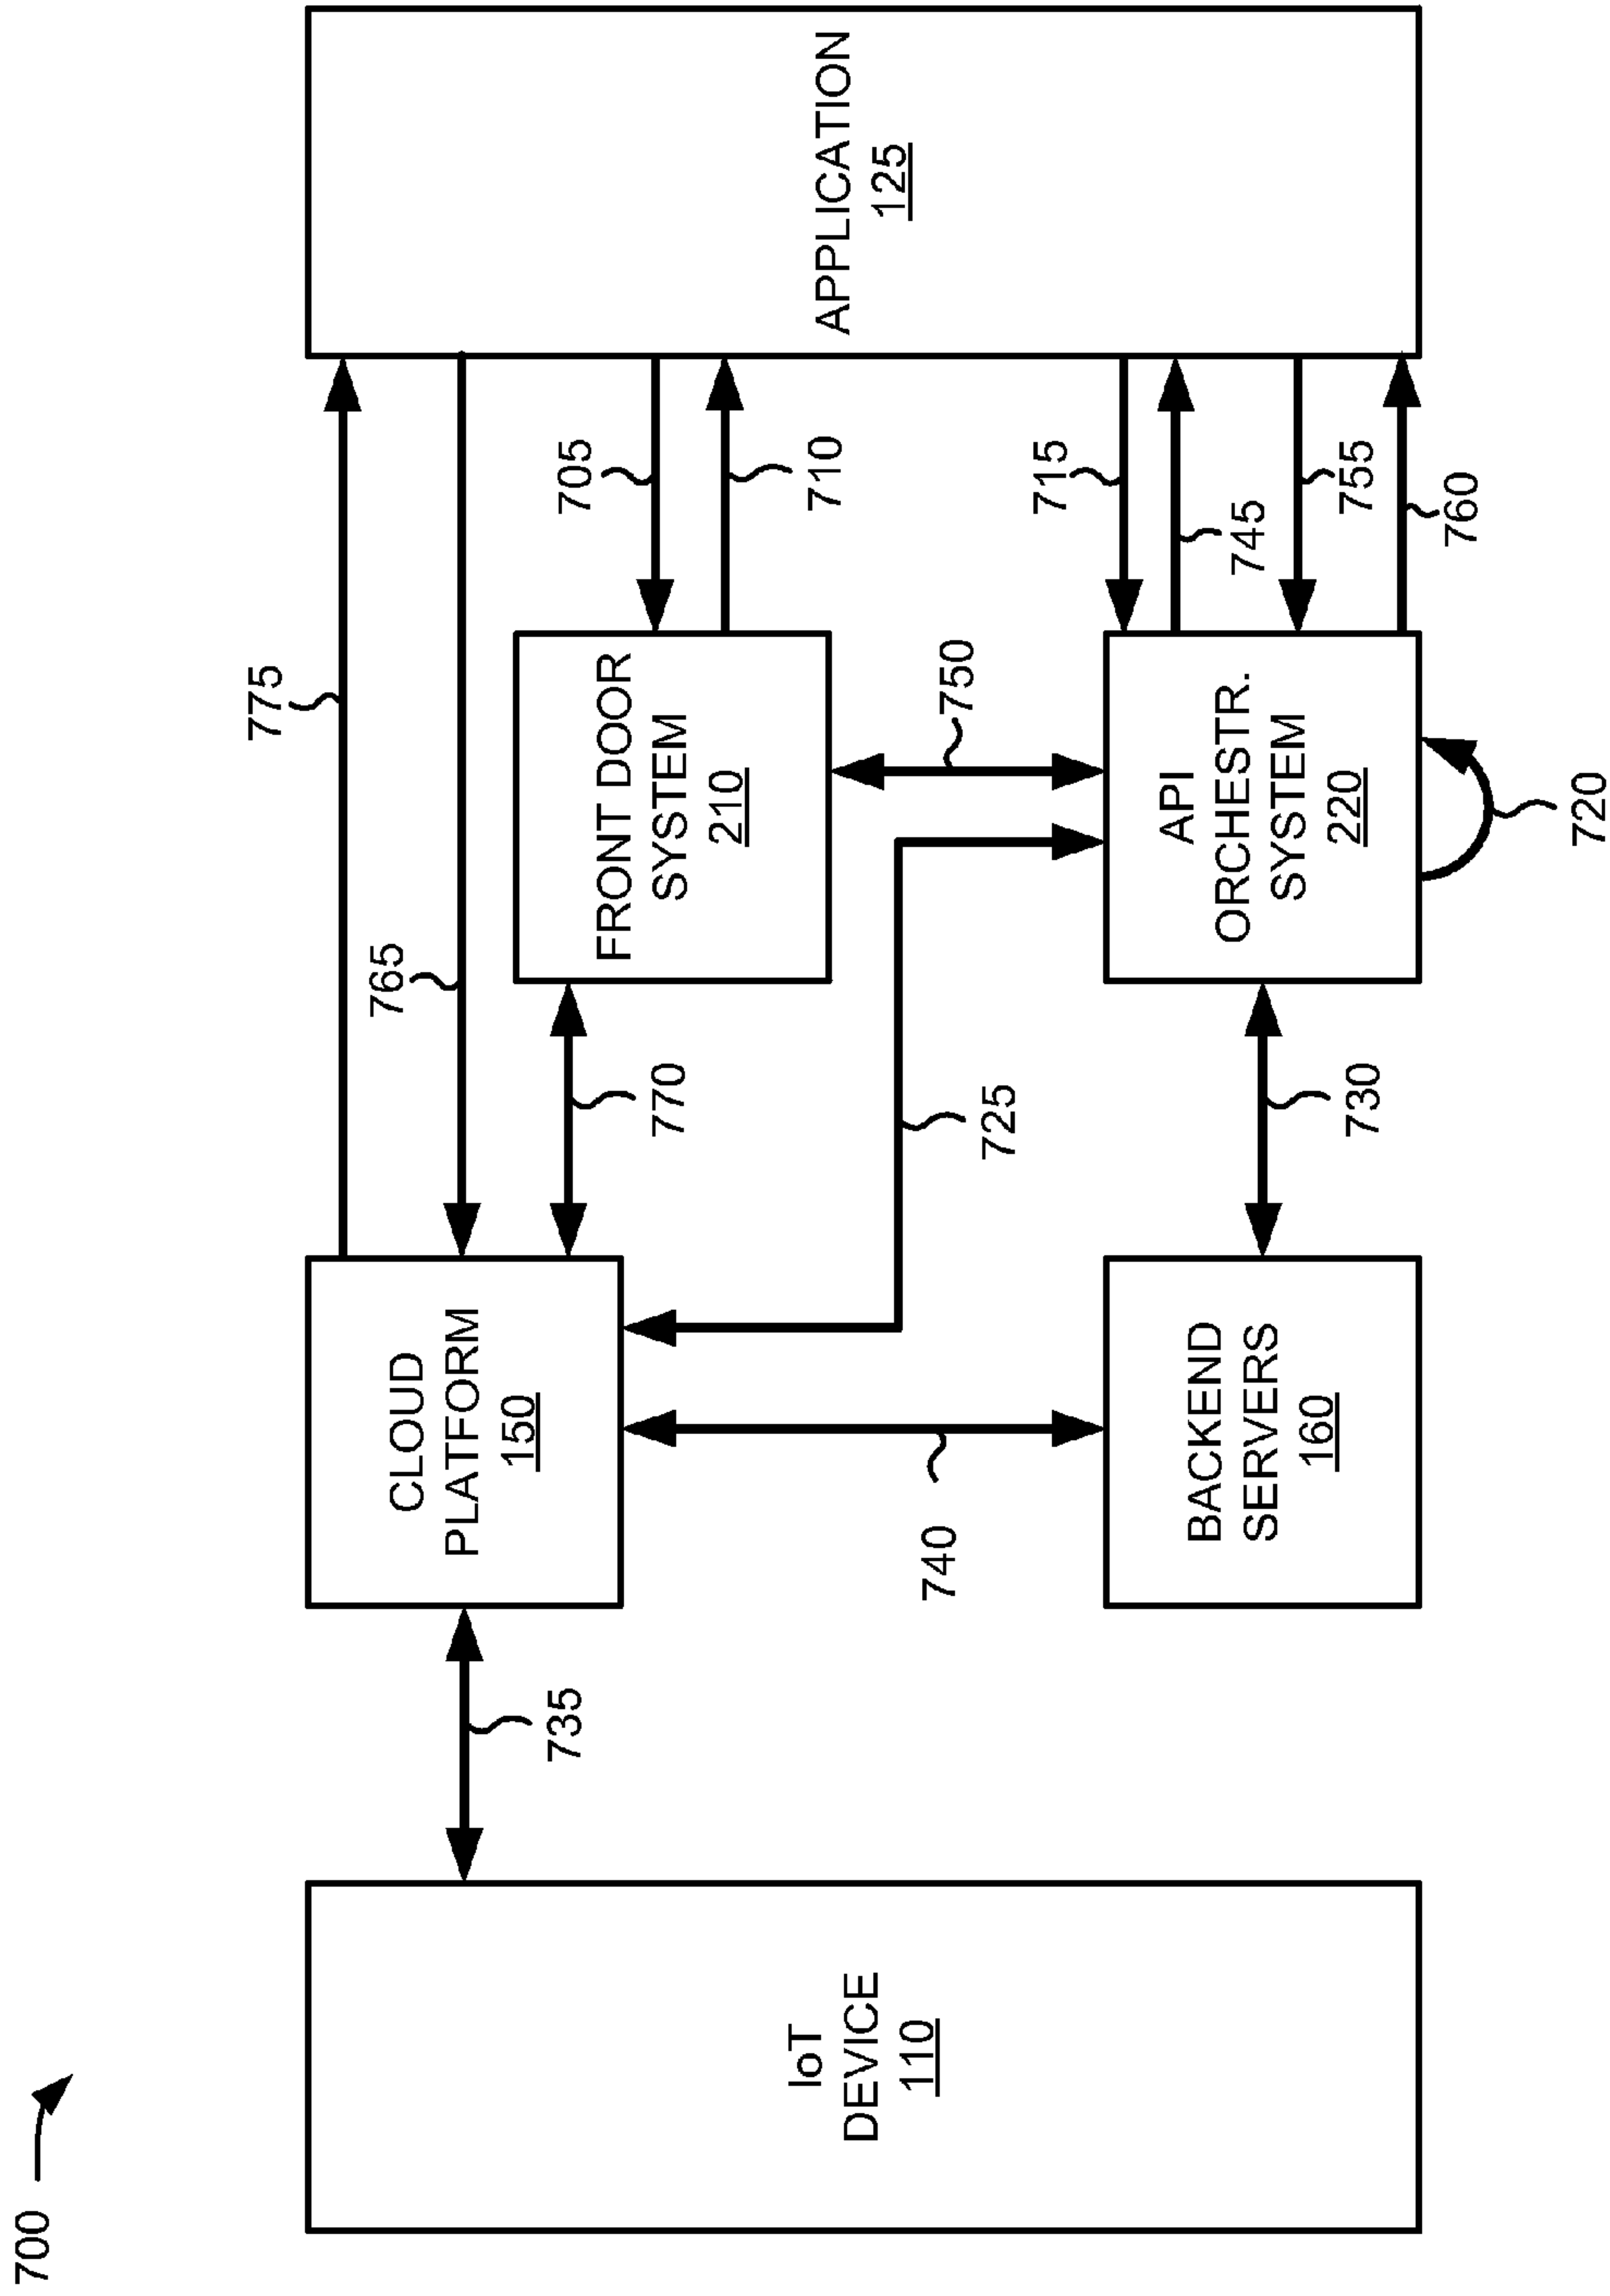 700
IoT
DEVICE
110
735
CLOUD
PLATFORM
150
740
BACKEND
SERVERS
160
775
765
770
725
730
FRONT DOOR
SYSTEM
210
750
API
ORCHESTR.
SYSTEM
220
720
705
710
715
745
755
760
APPLICATION
125